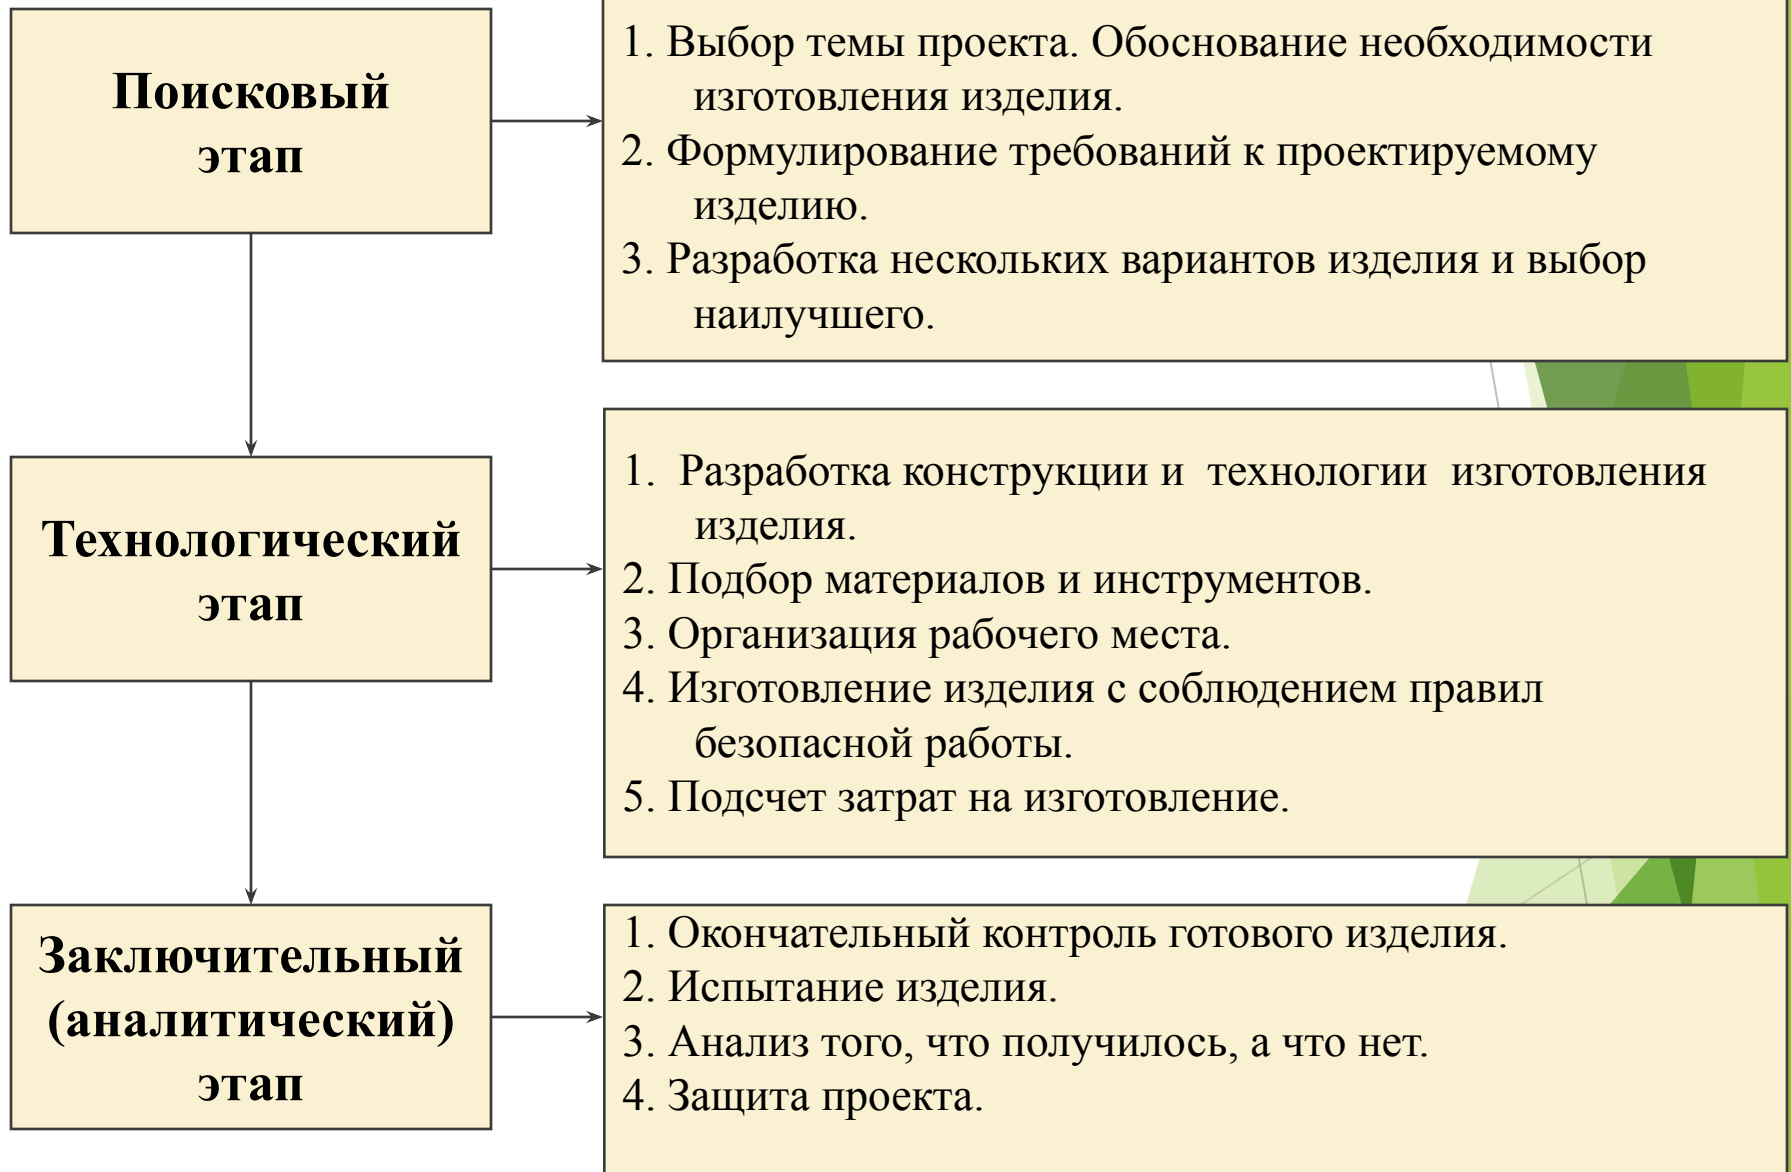 Поисковый
этап
1. Выбор темы проекта. Обоснование необходимости
изготовления изделия.
2. Формулирование требований к проектируемому
изделию.
3. Разработка нескольких вариантов изделия и выбор
наилучшего.
Технологический
этап
1. Разработка конструкции и технологии изготовления
изделия.
2. Подбор материалов и инструментов.
3. Организация рабочего места.
4. Изготовление изделия с соблюдением правил
безопасной работы.
5. Подсчет затрат на изготовление.
Заключительный
(аналитический)
этап
1. Окончательный контроль готового изделия.
2. Испытание изделия.
3. Анализ того, что получилось, а что нет.
4. Защита проекта.